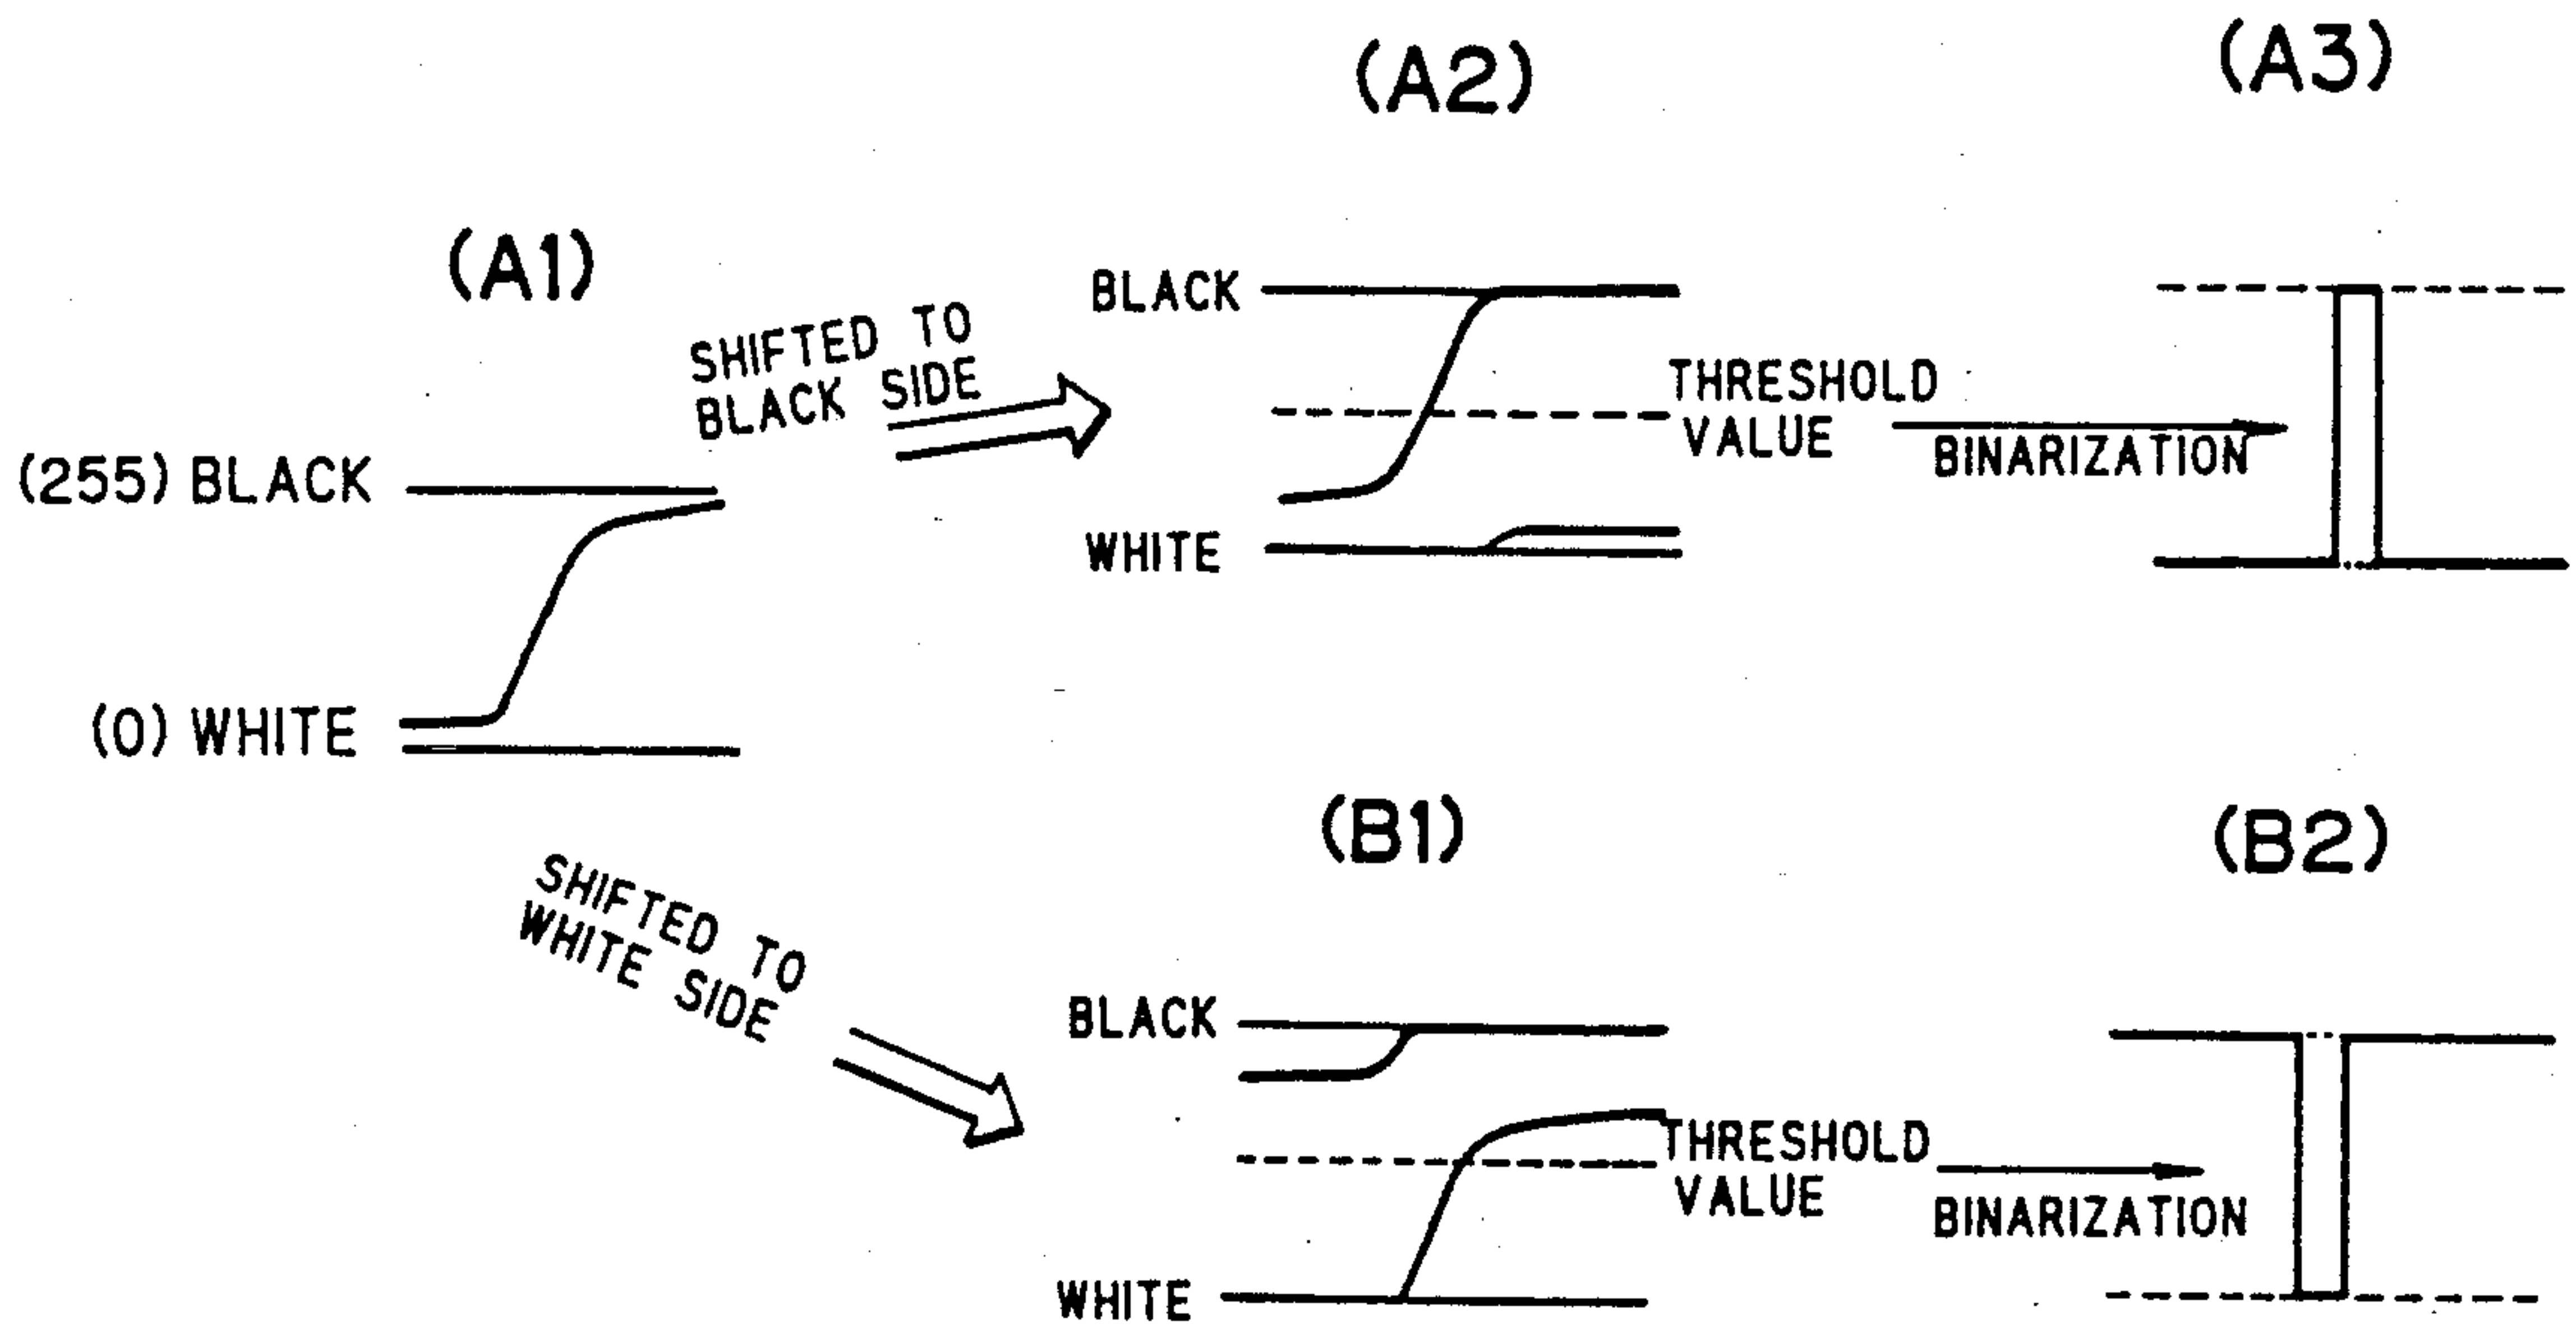 (A1)
(255) BLACK
(0) WHITE
SHIFTED TO
BLACK SIDE
(A2)
BLACK
THRESHOLD
VALUE
WHITE
BINARIZATION
(A3)
SHIFTED TO
WHITE SIDE
(B1)
BLACK
THRESHOLD
VALUE
WHITE
BINARIZATION
(B2)